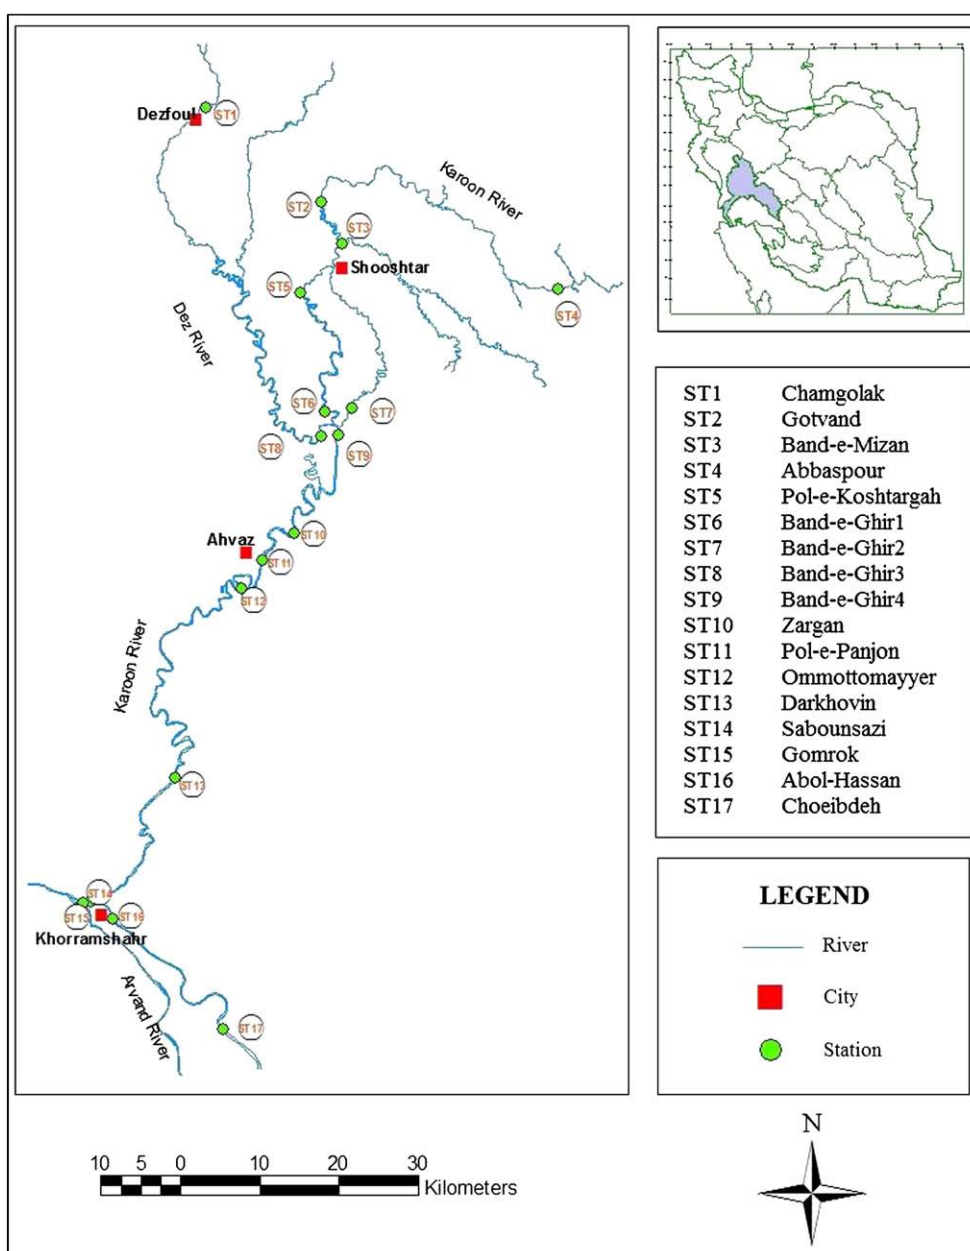 Dezfoul
ST1
Karoon River
ST2
ST3
Shooshtar
ST5
ST4
Dez River
ST6
ST7
ST8
ST9
Ahvaz
ST10
ST11
ST12
Karoon River
ST13
ST14
ST15
ST16
Khorramshahr
Arvand River
ST17
ST1 Chamgolak
ST2 Gotvand
ST3 Band-e-Mizan
ST4 Abbaspour
ST5 Pol-e-Koshtargah
ST6 Band-e-Ghir1
ST7 Band-e-Ghir2
ST8 Band-e-Ghir3
ST9 Band-e-Ghir4
ST10 Zargan
ST11 Pol-e-Panjon
ST12 Ommottomayyer
ST13 Darkhovin
ST14 Sabounsazi
ST15 Gomrok
ST16 Abol-Hassan
ST17 Choeibdeh
LEGEND
River
City
Station
10 5 0 10 20 30
Kilometers
N